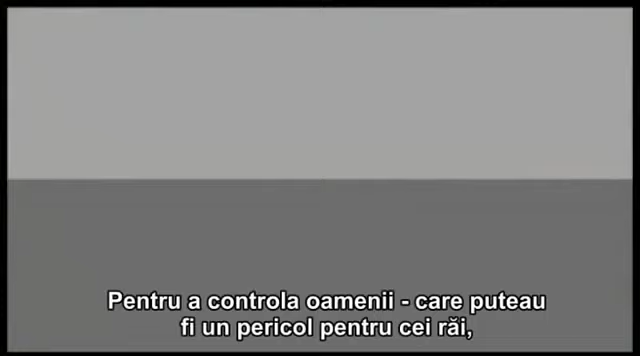 Pentru a controla oamenii - care puteau
fi un pericol pentru cei răi,